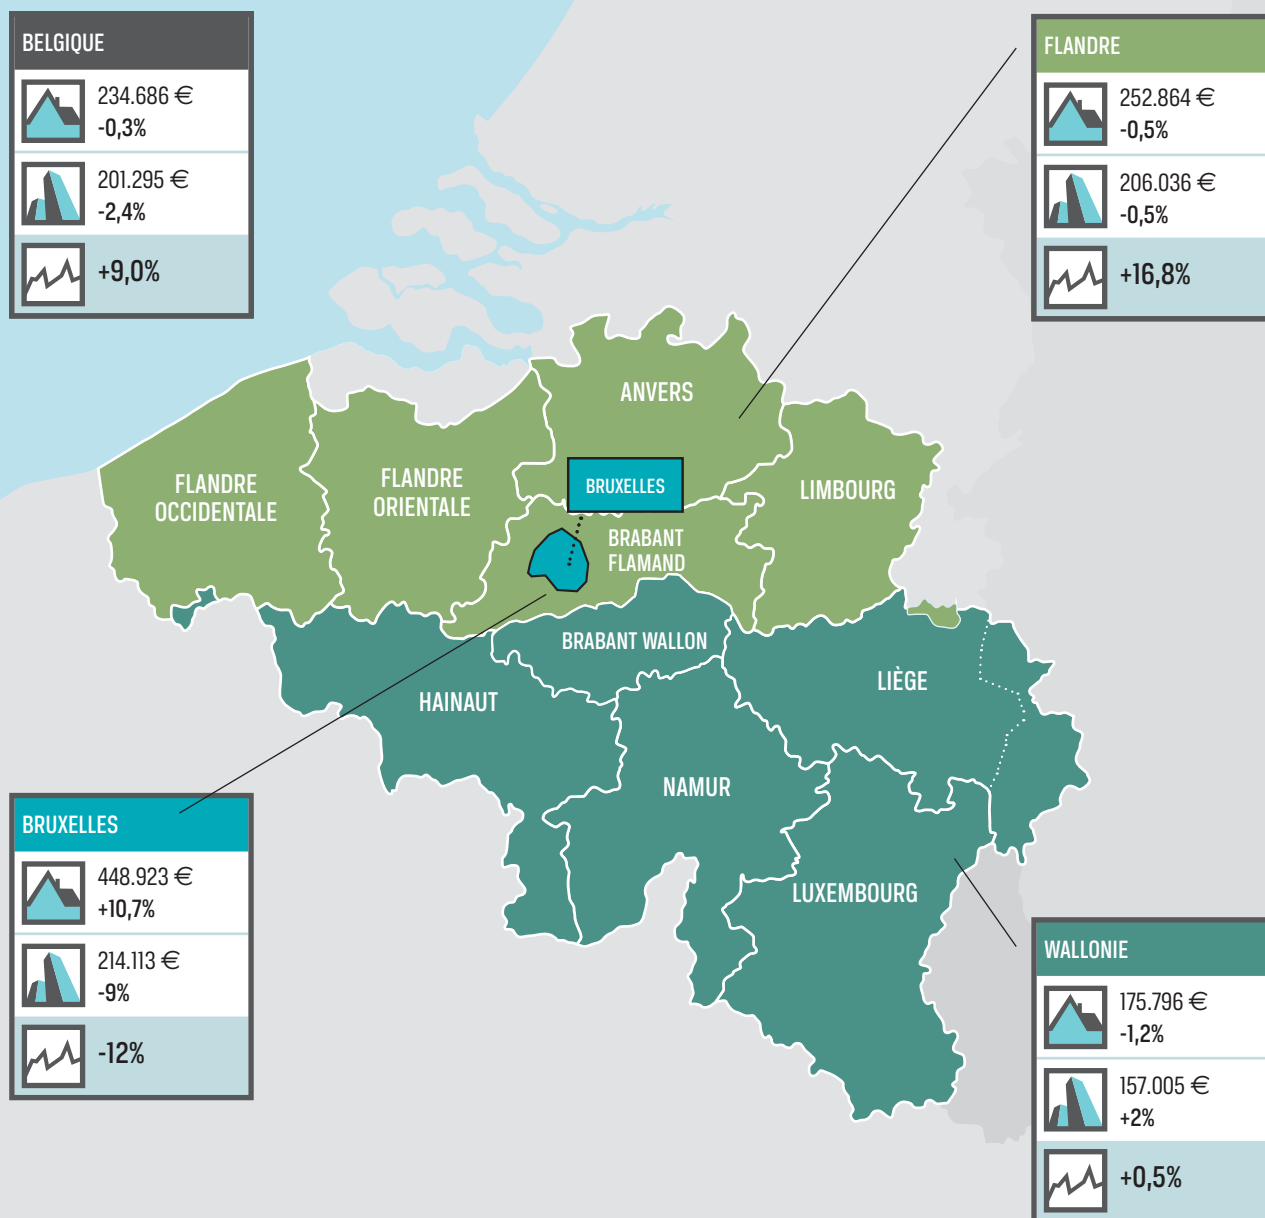 BELGIQUE
234.686 €
-0,3%
201.295 €
-2,4%
+9,0%
FLANDRE
252.864 €
-0,5%
206.036 €
-0,5%
+16,8%
ANVERS
FLANDRE
OCCIDENTALE
FLANDRE
ORIENTALE
BRUXELLES
LIMBOURG
BRABANT
FLAMAND
BRABANT WALLON
HAINAUT
LIÈGE
NAMUR
LUXEMBOURG
BRUXELLES
448.923 €
+10,7%
214.113 €
-9%
-12%
WALLONIE
175.796 €
-1,2%
157.005 €
+2%
+0,5%